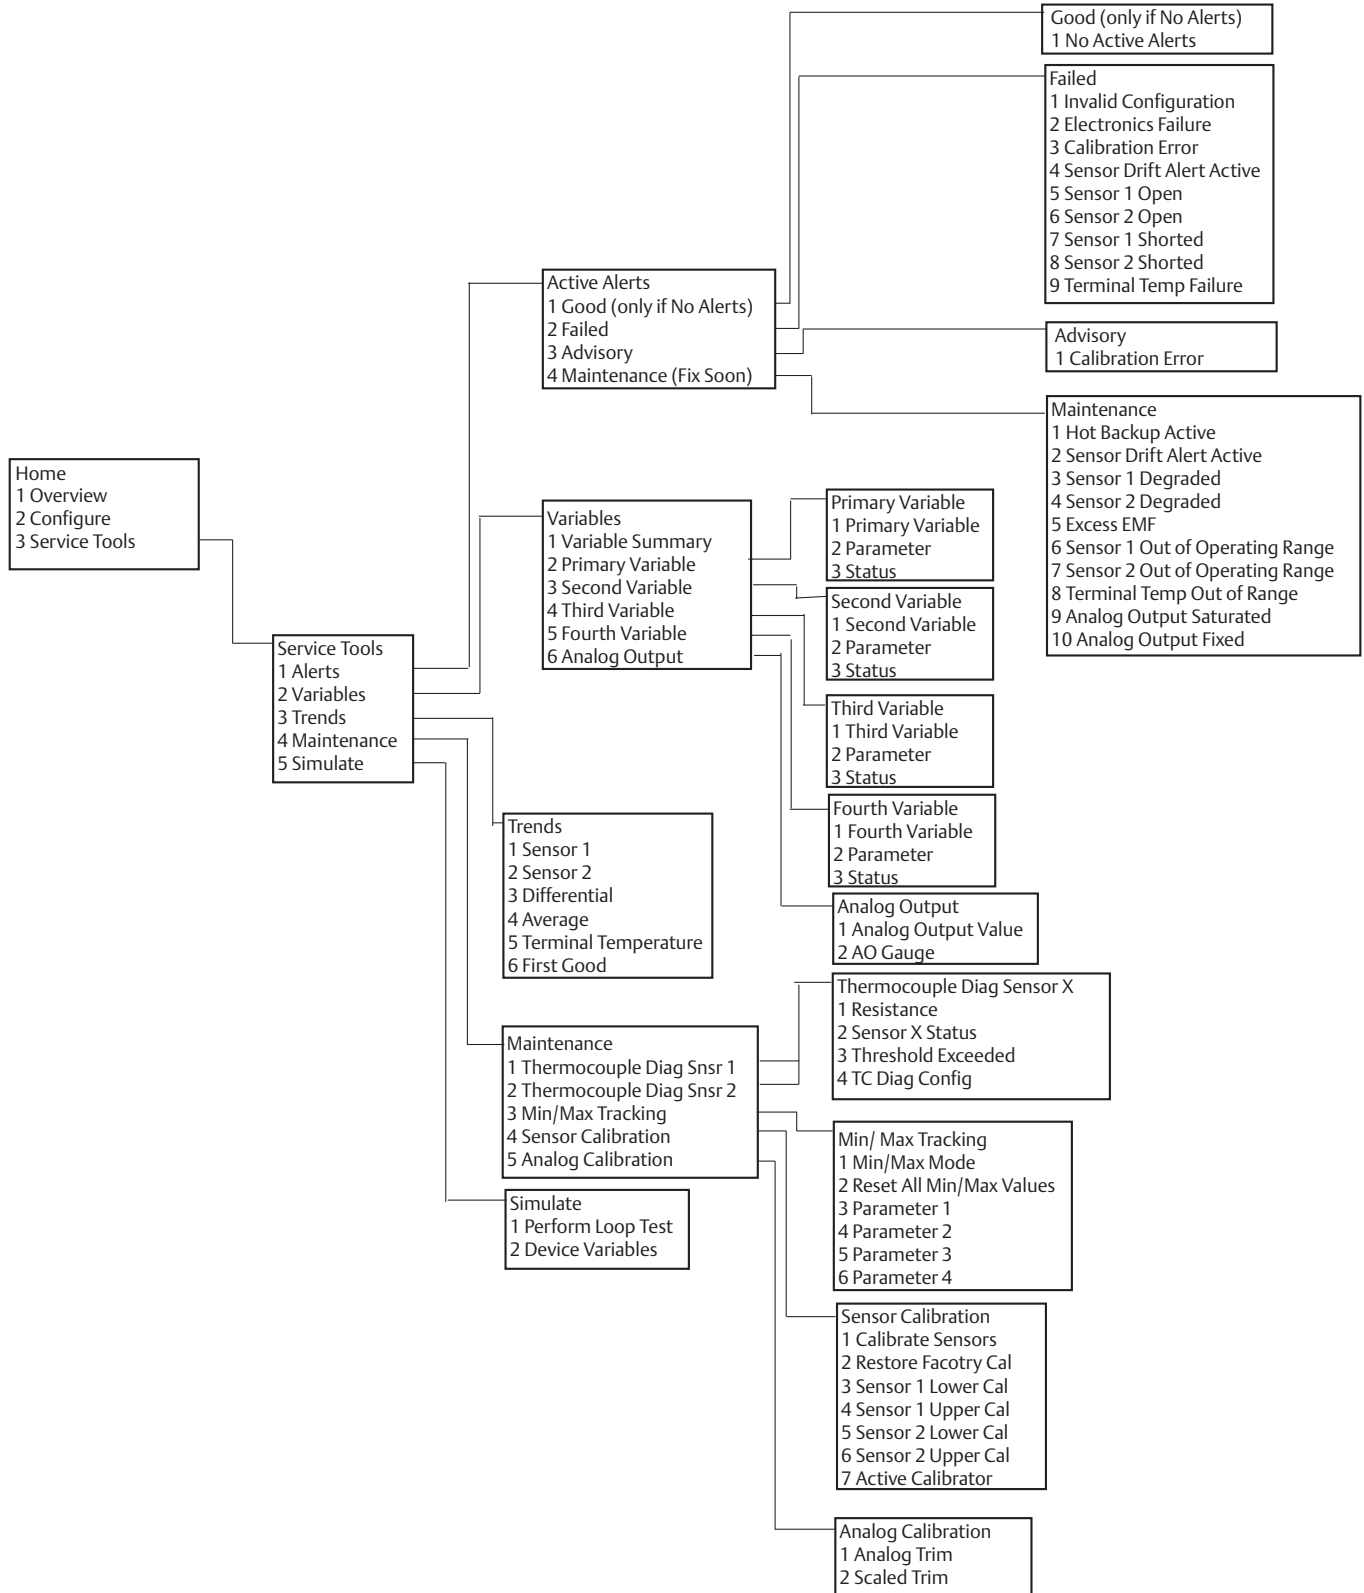 Good (only if No Alerts)
1 No Active Alerts
Failed
1 Invalid Configuration
2 Electronics Failure
3 Calibration Error
4 Sensor Drift Alert Active
5 Sensor 1 Open
6 Sensor 2 Open
7 Sensor 1 Shorted
8 Sensor 2 Shorted
9 Terminal Temp Failure
Active Alerts
1 Good (only if No Alerts)
2 Failed
3 Advisory
4 Maintenance (Fix Soon)
Advisory
1 Calibration Error
Maintenance
1 Hot Backup Active
2 Sensor Drift Alert Active
3 Sensor 1 Degraded
4 Sensor 2 Degraded
5 Excess EMF
6 Sensor 1 Out of Operating Range
7 Sensor 2 Out of Operating Range
8 Terminal Temp Out of Range
9 Analog Output Saturated
10 Analog Output Fixed
Home
1 Overview
2 Configure
3 Service Tools
Variables
1 Variable Summary
2 Primary Variable
3 Second Variable
4 Third Variable
5 Fourth Variable
6 Analog Output
Primary Variable
1 Primary Variable
2 Parameter
3 Status
Second Variable
1 Second Variable
2 Parameter
3 Status
Service Tools
1 Alerts
2 Variables
3 Trends
4 Maintenance
5 Simulate
Third Variable
1 Third Variable
2 Parameter
3 Status
Fourth Variable
1 Fourth Variable
2 Parameter
3 Status
Trends
1 Sensor 1
2 Sensor 2
3 Differential
4 Average
5 Terminal Temperature
6 First Good
Analog Output
1 Analog Output Value
2 AO Gauge
Thermocouple Diag Sensor X
1 Resistance
2 Sensor X Status
3 Threshold Exceeded
4 TC Diag Config
Maintenance
1 Thermocouple Diag Snsr 1
2 Thermocouple Diag Snsr 2
3 Min/Max Tracking
4 Sensor Calibration
5 Analog Calibration
Min/ Max Tracking
1 Min/Max Mode
2 Reset All Min/Max Values
3 Parameter 1
4 Parameter 2
5 Parameter 3
6 Parameter 4
Simulate
1 Perform Loop Test
2 Device Variables
Sensor Calibration
1 Calibrate Sensors
2 Restore Facotry Cal
3 Sensor 1 Lower Cal
4 Sensor 1 Upper Cal
5 Sensor 2 Lower Cal
6 Sensor 2 Upper Cal
7 Active Calibrator
Analog Calibration
1 Analog Trim
2 Scaled Trim